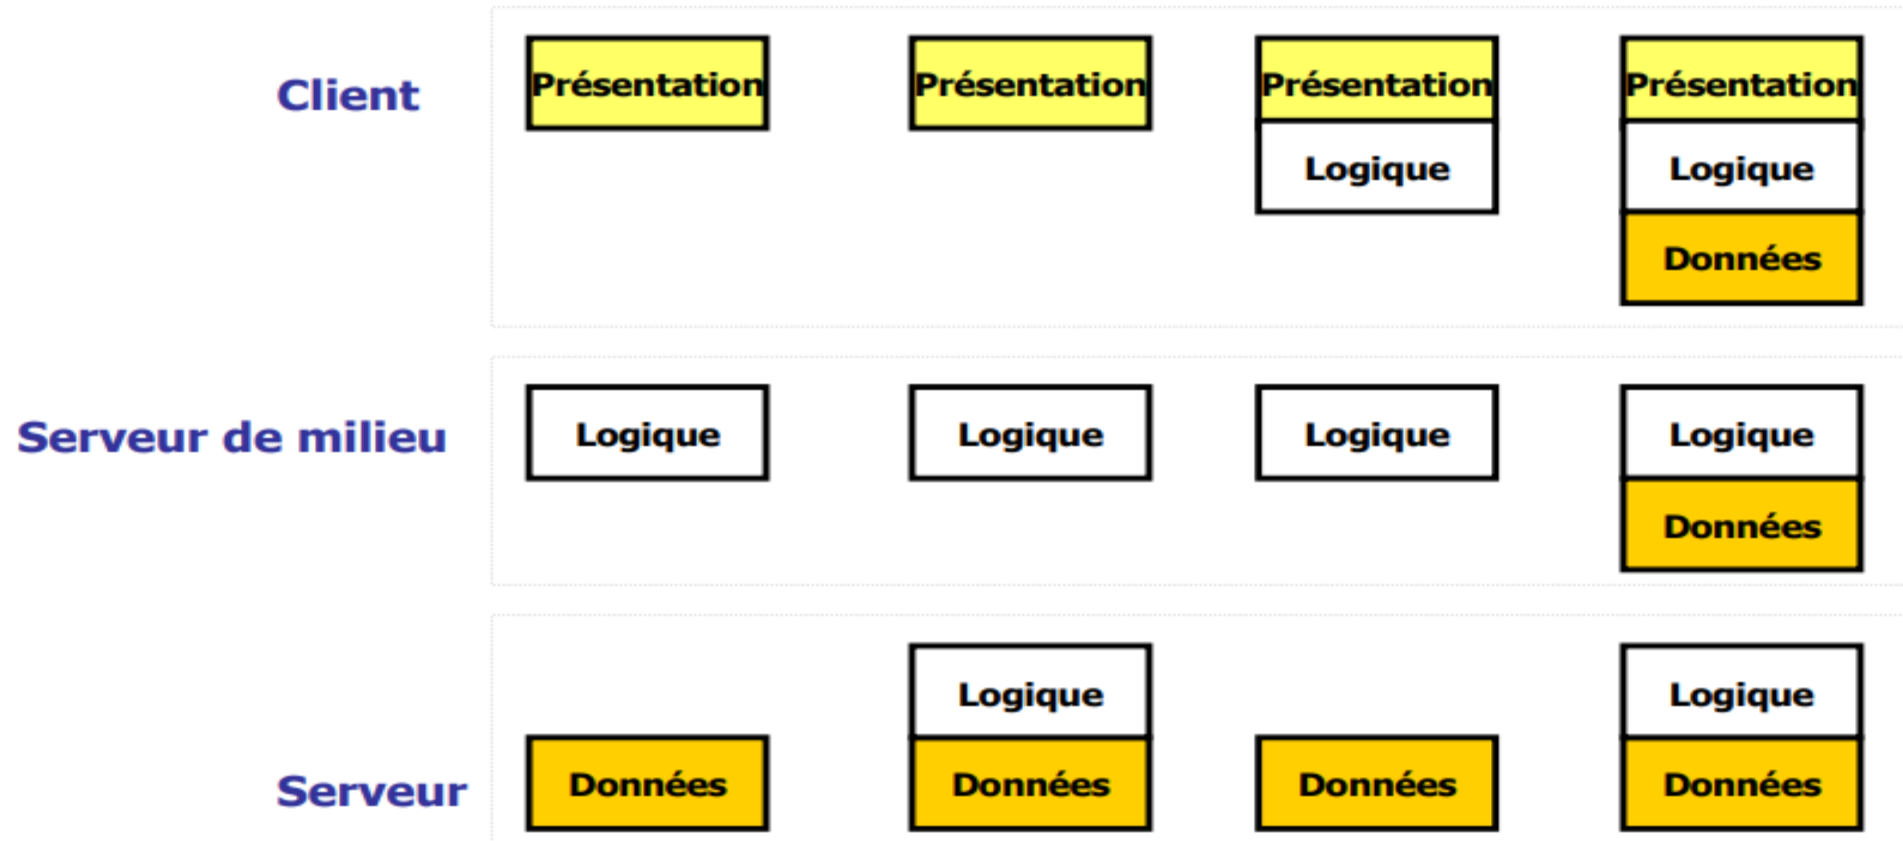 Client
Présentation
Présentation
Présentation
Présentation
Logique
Logique
Données
Serveur de milieu
Logique
Logique
Logique
Logique
Données
Serveur
Logique
Logique
Données
Données
Données
Données